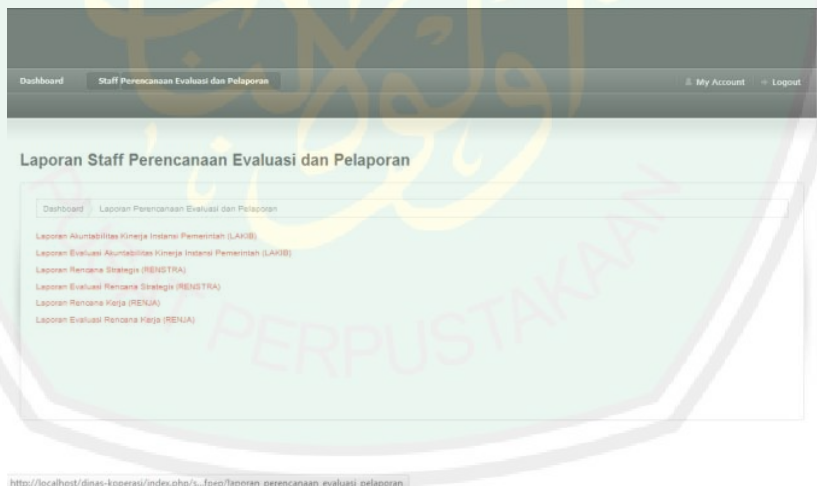 Dashboard Staff Perencanaan Evaluasi dan Pelaporan My Account Logout
Laporan Staff Perencanaan Evaluasi dan Pelaporan
Dashboard Laporan Perencanaan Evaluasi dan Pelaporan
Laporan Akuntabilitas Kinerja Instansi Pemerintah (LAKIB)
Laporan Evaluasi Akuntabilitas Kinerja Instansi Pemerintah (LAKIB)
Laporan Rencana Strategis (RENSTRA)
Laporan Evaluasi Rencana Strategis (RENSTRA)
Laporan Rencana Kerja (RENJA)
Laporan Evaluasi Rencana Kerja (RENJA)
PERPUSTAKAAN
http://localhost/dinas-koperasi/index.php/s...fpep/laporan_perencanaan_evaluasi_pelaporan